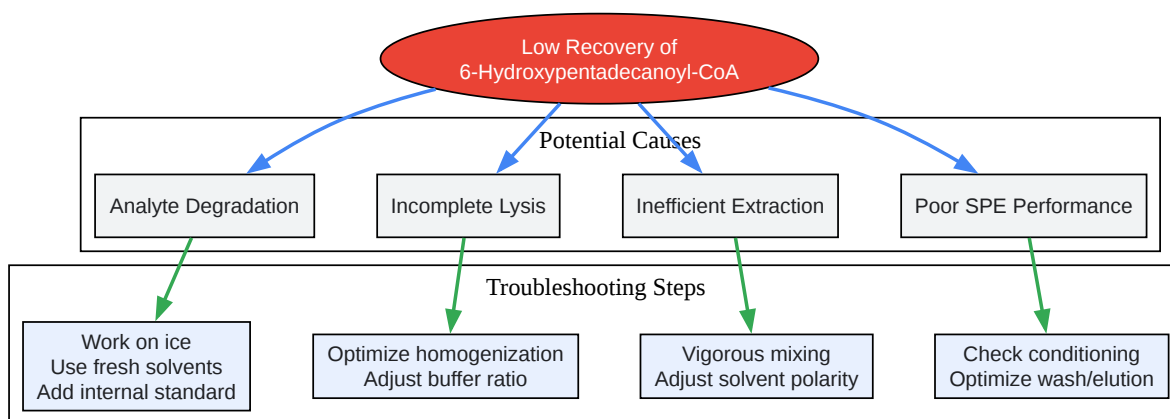 Low Recovery of
6-Hydroxypentadecanoyl-CoA
Potential Causes
Analyte Degradation
Incomplete Lysis
Inefficient Extraction
Poor SPE Performance
Troubleshooting Steps
Work on ice
Use fresh solvents
Add internal standard
Optimize homogenization
Adjust buffer ratio
Vigorous mixing
Adjust solvent polarity
Check conditioning
Optimize wash/elution